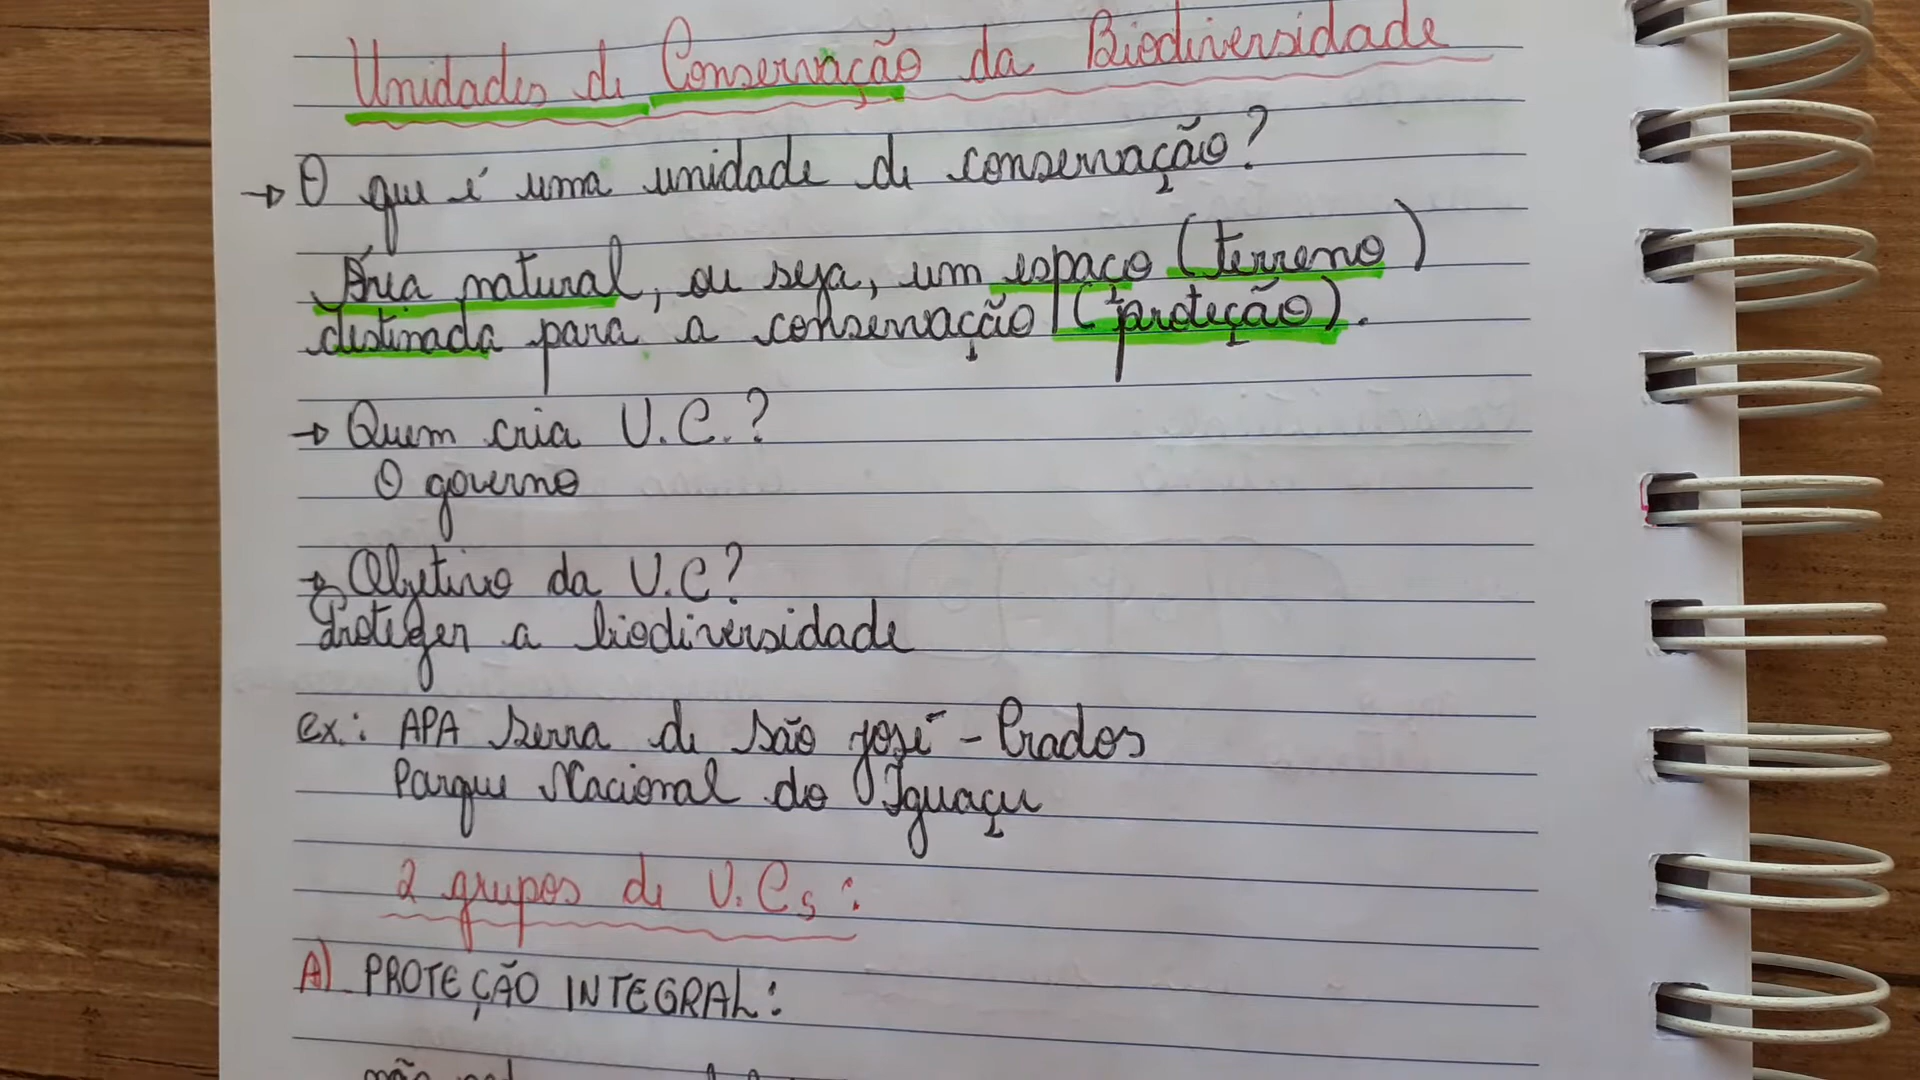 Unidades de Conservação da Biodiversidade
→ O que é uma unidade de conservação?
Área natural, ou seja, um espaço (terreno)
destinada para a conservação (proteção).
→ Quem cria U.C.?
O governo
→ Objetivo da U.C?
Proteger a biodiversidade
ex.: APA Serra de São José - Prados
Parque Nacional do Iguaçu
2 grupos de U.Cs:
A) PROTEÇÃO INTEGRAL:
não